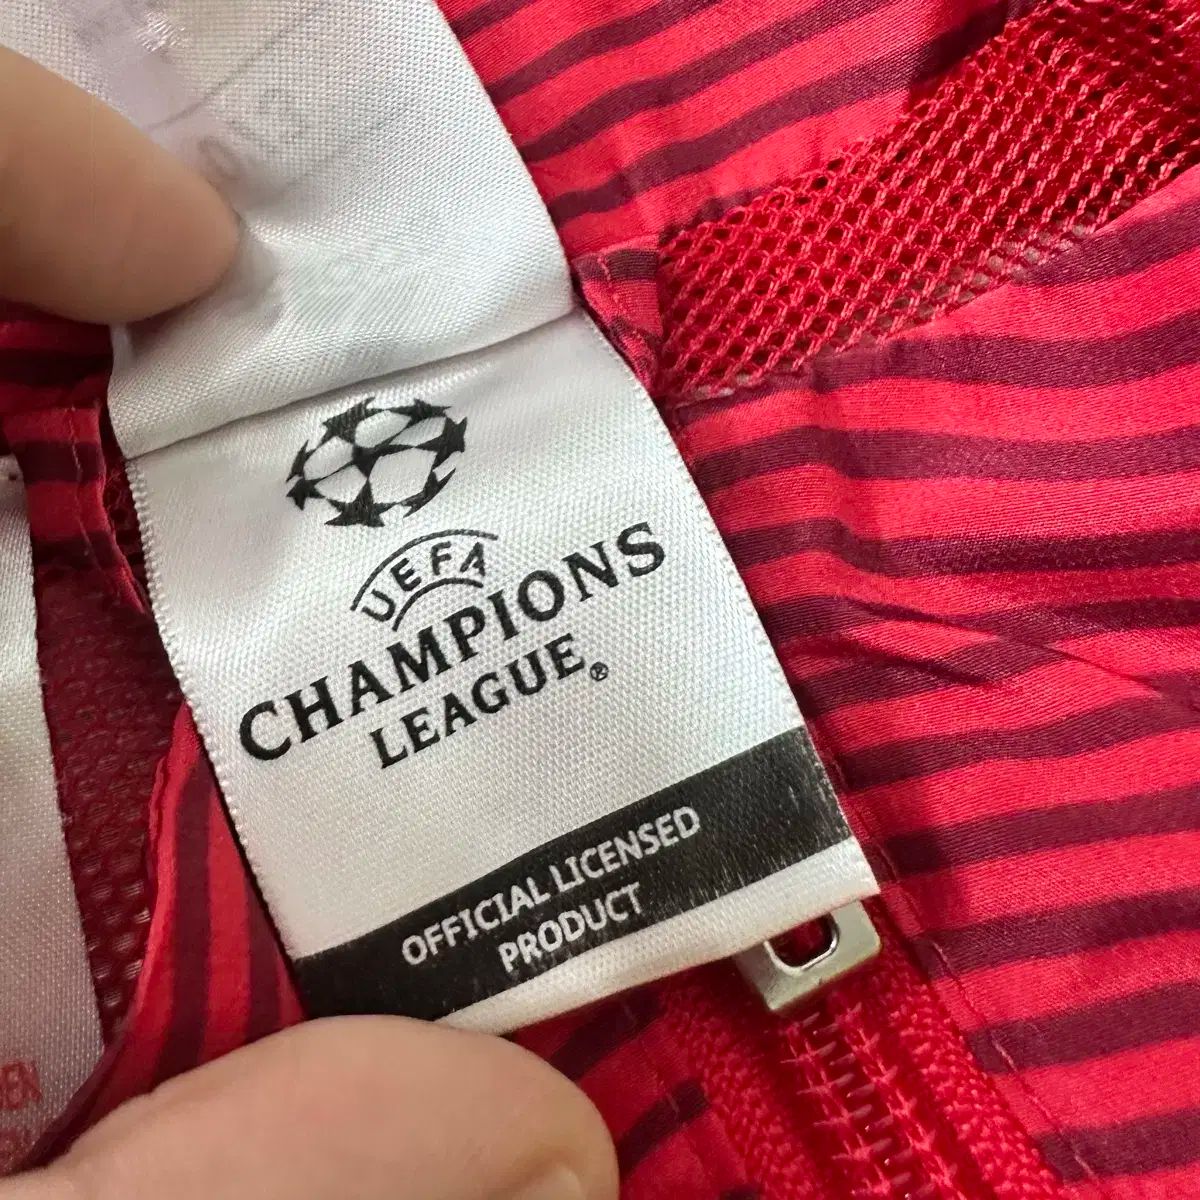 UEFA
CHAMPIONS
LEAGUE®
OFFICIAL LICENSED
PRODUCT